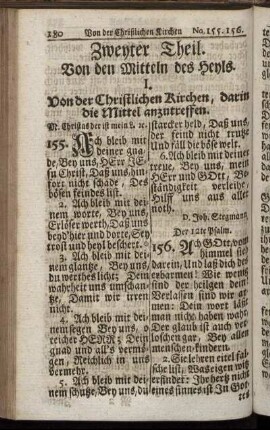 180 Von der Christlichen Kirchen No. 155. 156.
Zweyter Theil.
Von den Mitteln des Heyls.
I.
Von der Christlichen Kirchen, darin
die Mittel anzutreffen.
M. Christus der ist mein L. 2c.
155. Ach bleib mit
deiner gna-
de, Bey uns, HErr JE-
su Christ, Daß uns hin-
fort nicht schade, Des
bösen feindes list.
2. Ach bleib mit dei-
nem worte, Bey uns,
Erlöser werth, Daß uns
beyd hier und dorte, Sey
trost und heyl beschert.
3. Ach bleib mit dei-
nem glantze, Bey uns,
du werthes licht; Dein
wahrheit uns umschan-
tze, Damit wir irren
nicht.
4. Ach bleib mit dei-
nem segen Bey uns, o
reicher HERR; Dein
gnad und all's vermö-
gen, Reichlich in uns
vermehr.
5. Ach bleib mit dei-
nem schutze, Bey uns, du
starcker held, Daß uns
der feind nicht trutze
Und fäll die böse welt.
6. Ach bleib mit deiner
treue, Bey uns, mein
HErr und GOtt, Be-
ständigkeit verleihe,
Hilff uns aus aller
noth.
D. Joh. Stegmann.
Der 12te Psalm.
156. Ach GOtt, vom
himmel sieh
darein, Und laß dich deß
erbarmen! Wie wenig
sind der heilgen dein!
Verlassen sind wir ar-
men: Dein wort läßt
man nicht haben wahr,
Der glaub ist auch ver-
loschen gar, Bey allen
menschen-kindern.
2. Sie lehren eitel fal-
sche list, Was eigen witz
erfindet: Ihr hertz nicht
eines sinnes ist In Got-